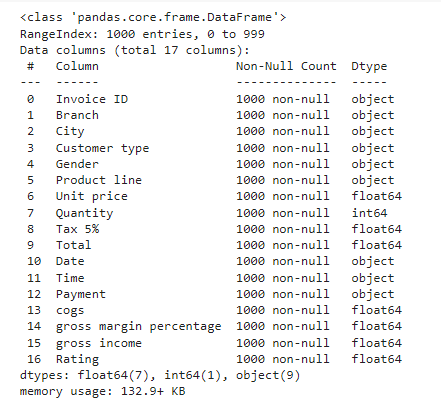 <class 'pandas.core.frame.DataFrame'>
RangeIndex: 1000 entries, 0 to 999
Data columns (total 17 columns):
 #   Column                   Non-Null Count  Dtype
---  ------                   --------------  -----
 0   Invoice ID               1000 non-null   object
 1   Branch                   1000 non-null   object
 2   City                     1000 non-null   object
 3   Customer type            1000 non-null   object
 4   Gender                   1000 non-null   object
 5   Product line             1000 non-null   object
 6   Unit price               1000 non-null   float64
 7   Quantity                 1000 non-null   int64
 8   Tax 5%                   1000 non-null   float64
 9   Total                    1000 non-null   float64
 10  Date                     1000 non-null   object
 11  Time                     1000 non-null   object
 12  Payment                  1000 non-null   object
 13  cogs                     1000 non-null   float64
 14  gross margin percentage  1000 non-null   float64
 15  gross income             1000 non-null   float64
 16  Rating                   1000 non-null   float64
dtypes: float64(7), int64(1), object(9)
memory usage: 132.9+ KB